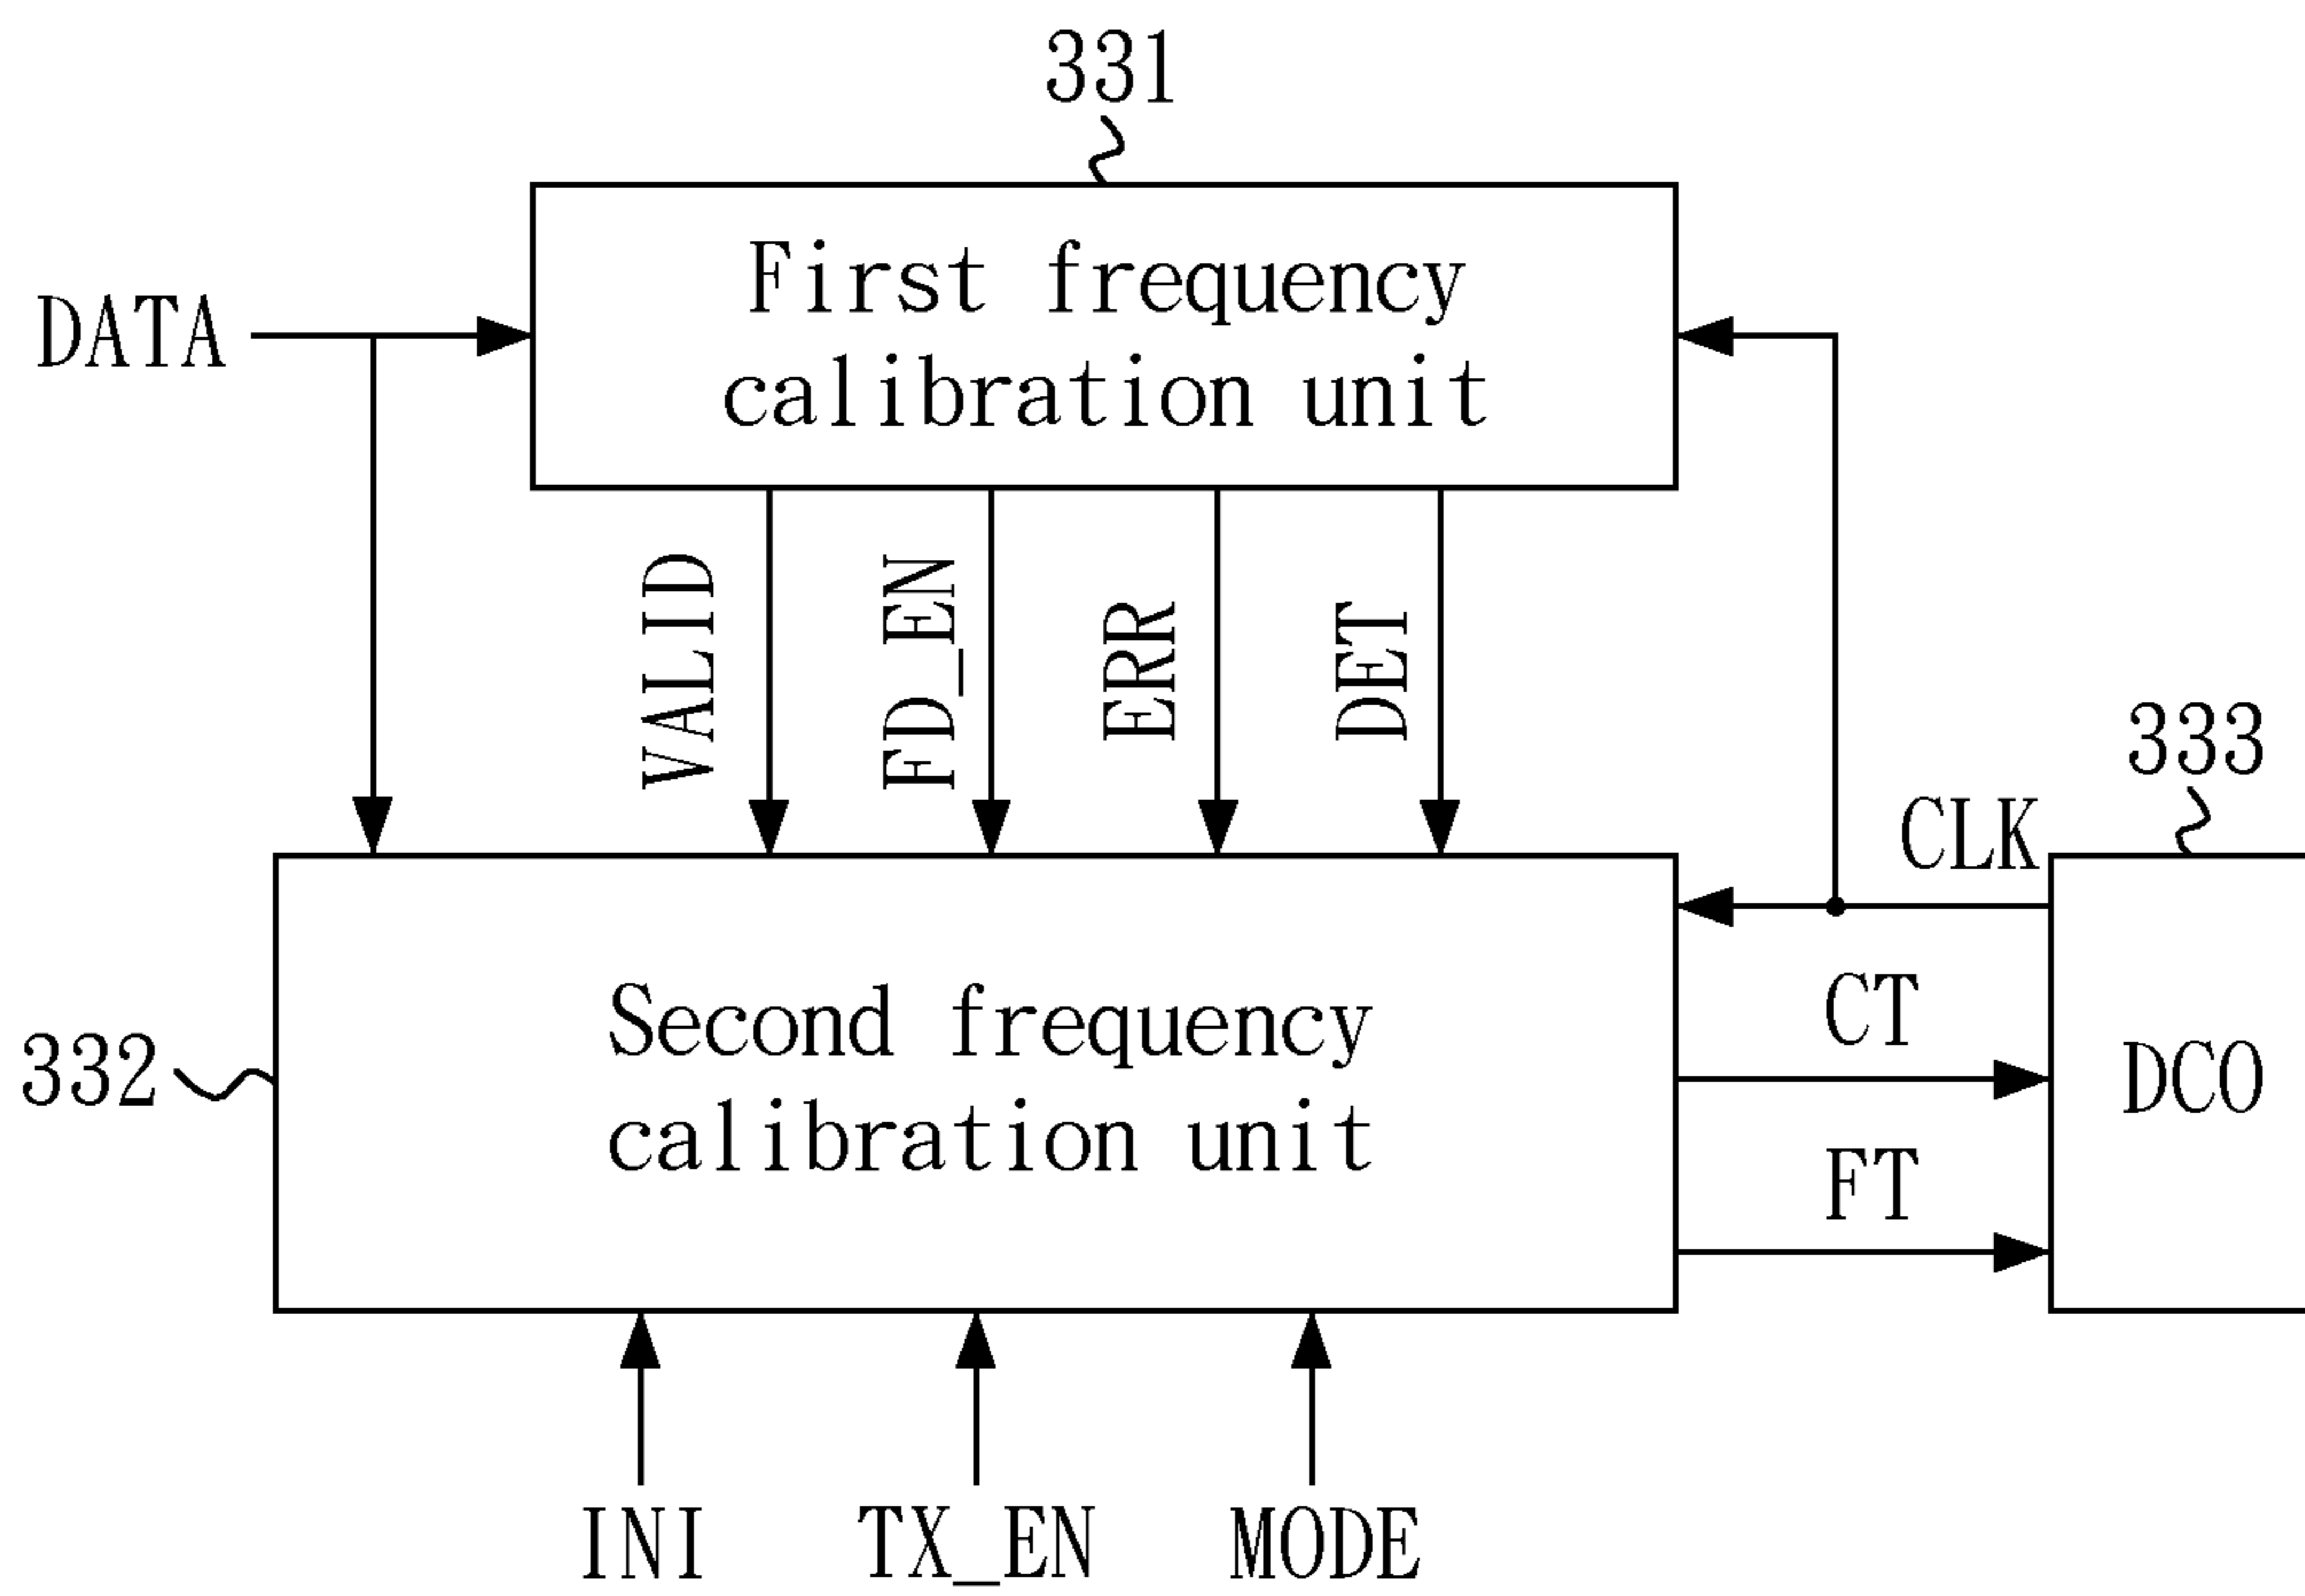 331
First frequency
calibration unit
DATA
VALID
FD_EN
ERR
DET
333
CLK
Second frequency
calibration unit
332
CT
DCO
FT
INI
TX_EN
MODE